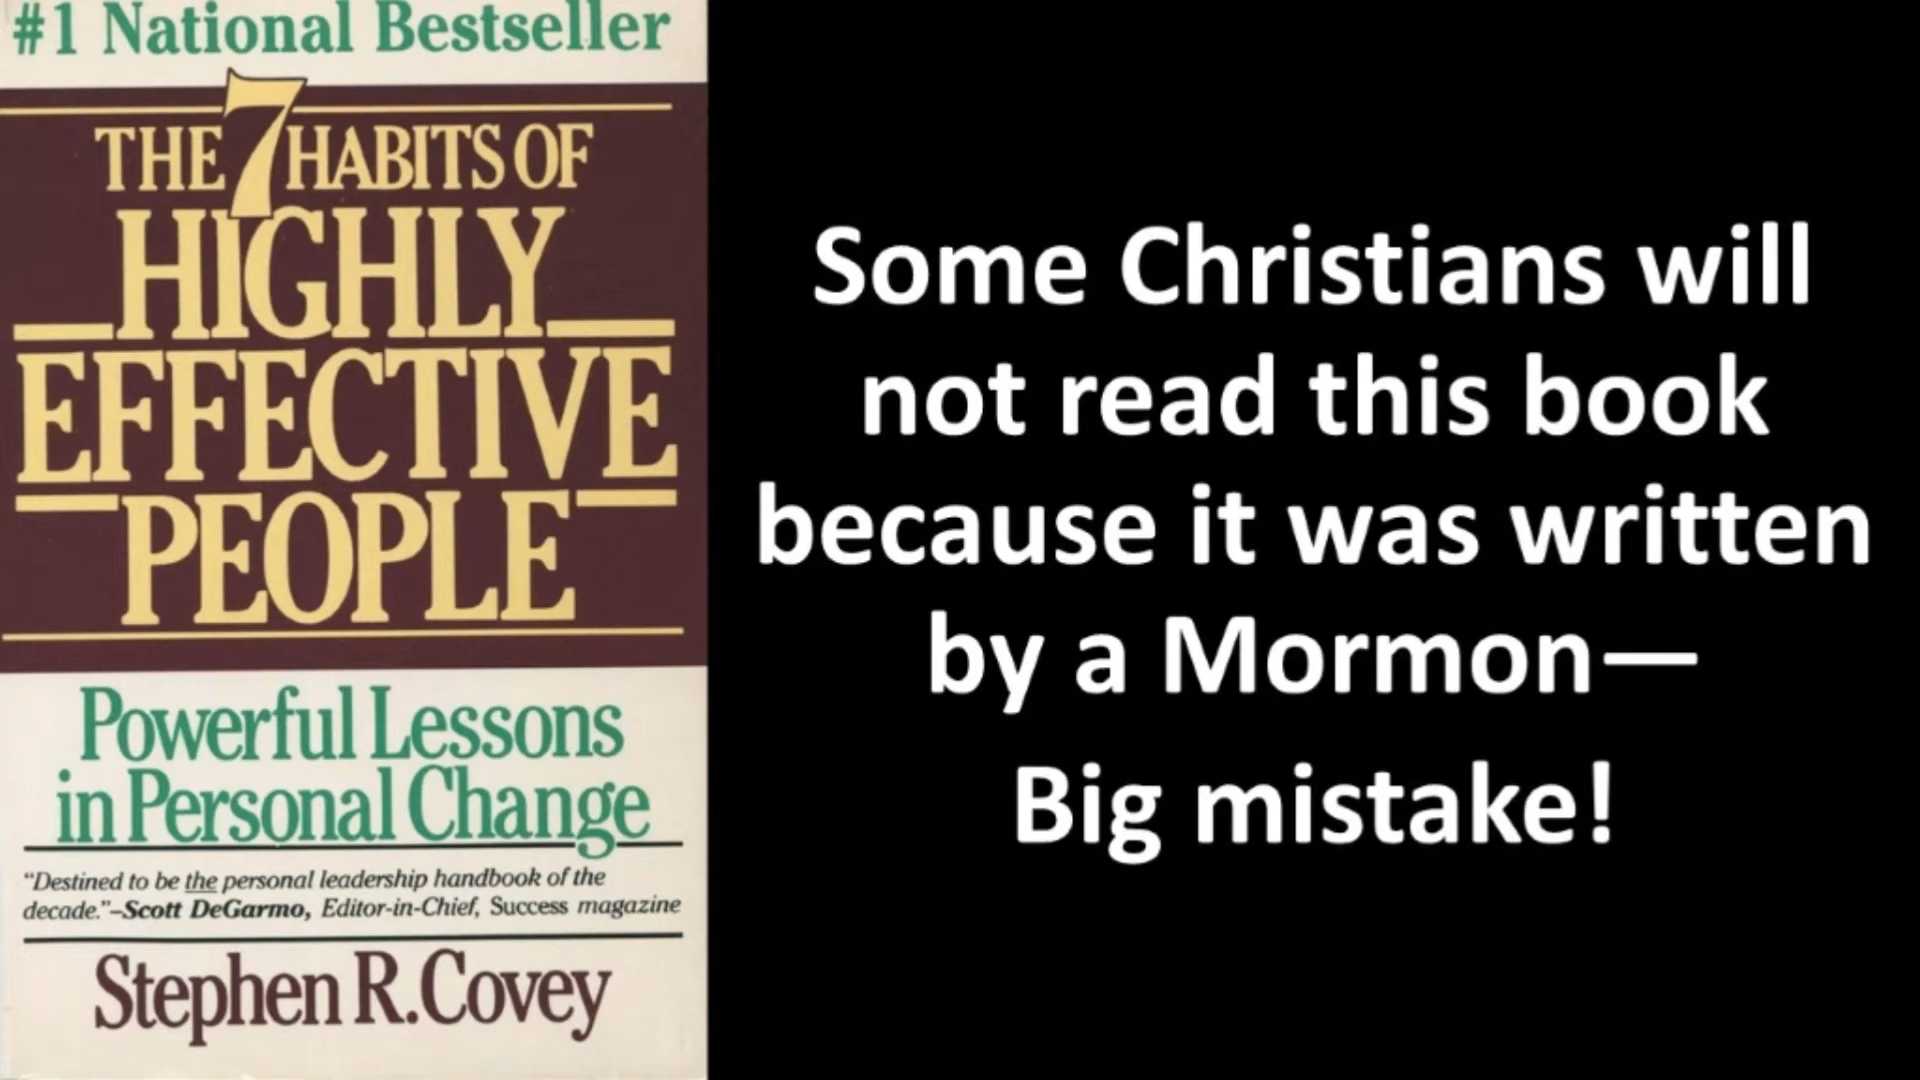 #1 National Bestseller
THE 7 HABITS OF
HIGHLY
EFFECTIVE
PEOPLE
Powerful Lessons
in Personal Change
“Destined to be the personal leadership handbook of the
decade.”–Scott DeGarmo, Editor-in-Chief, Success magazine
Stephen R. Covey
Some Christians will
not read this book
because it was written
by a Mormon—
Big mistake!